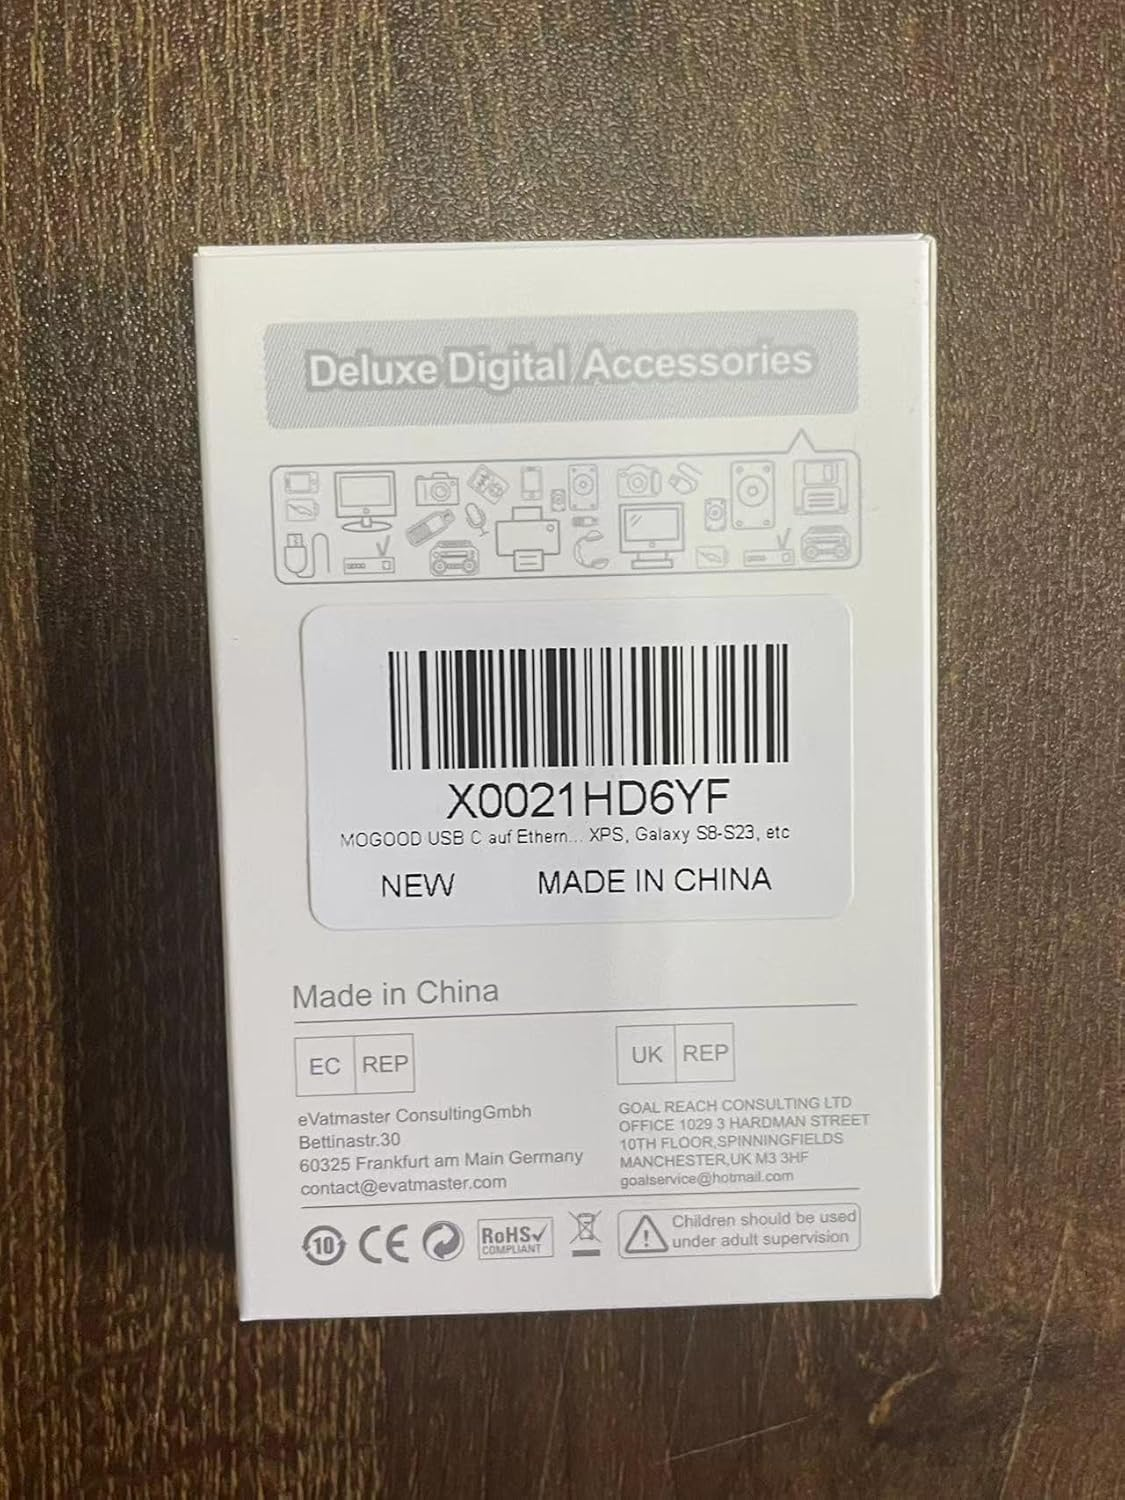 Deluxe Digital Accessories
X0021HD6YF
MOGOOD USB C auf Ethern... XPS, Galaxy S8-S23, etc
NEW MADE IN CHINA
Made in China
EC REP
eVatmaster ConsultingGmbh
Bettinastr.30
60325 Frankfurt am Main Germany
contact@evatmaster.com
UK REP
GOAL REACH CONSULTING LTD
OFFICE 1029 3 HARDMAN STREET
10TH FLOOR,SPINNINGFIELDS
MANCHESTER,UK M3 3HF
goalservice@hotmail.com
10
CE
RoHS
COMPLIANT
Children should be used
under adult supervision